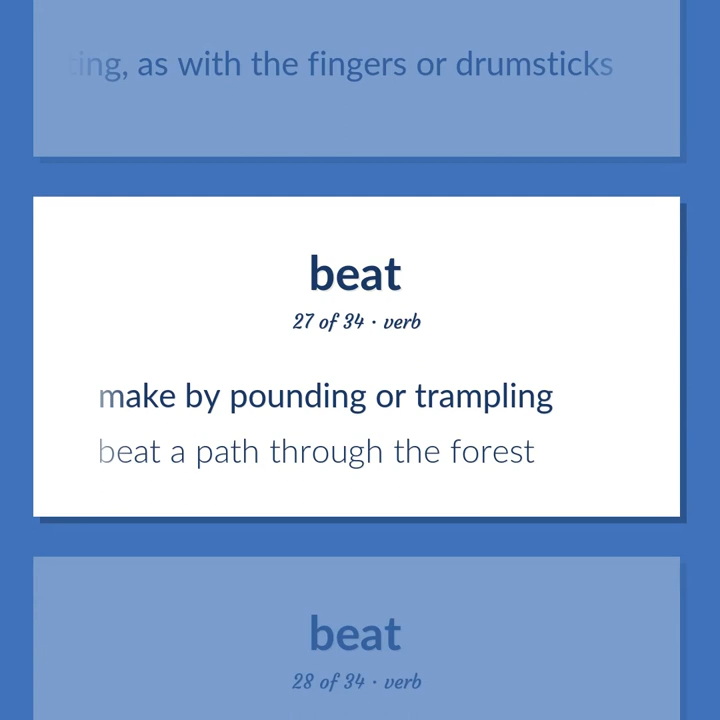 ting, as with the fingers or drumsticks
beat
27 of 34 · verb
make by pounding or trampling
beat a path through the forest
beat
28 of 34 · verb